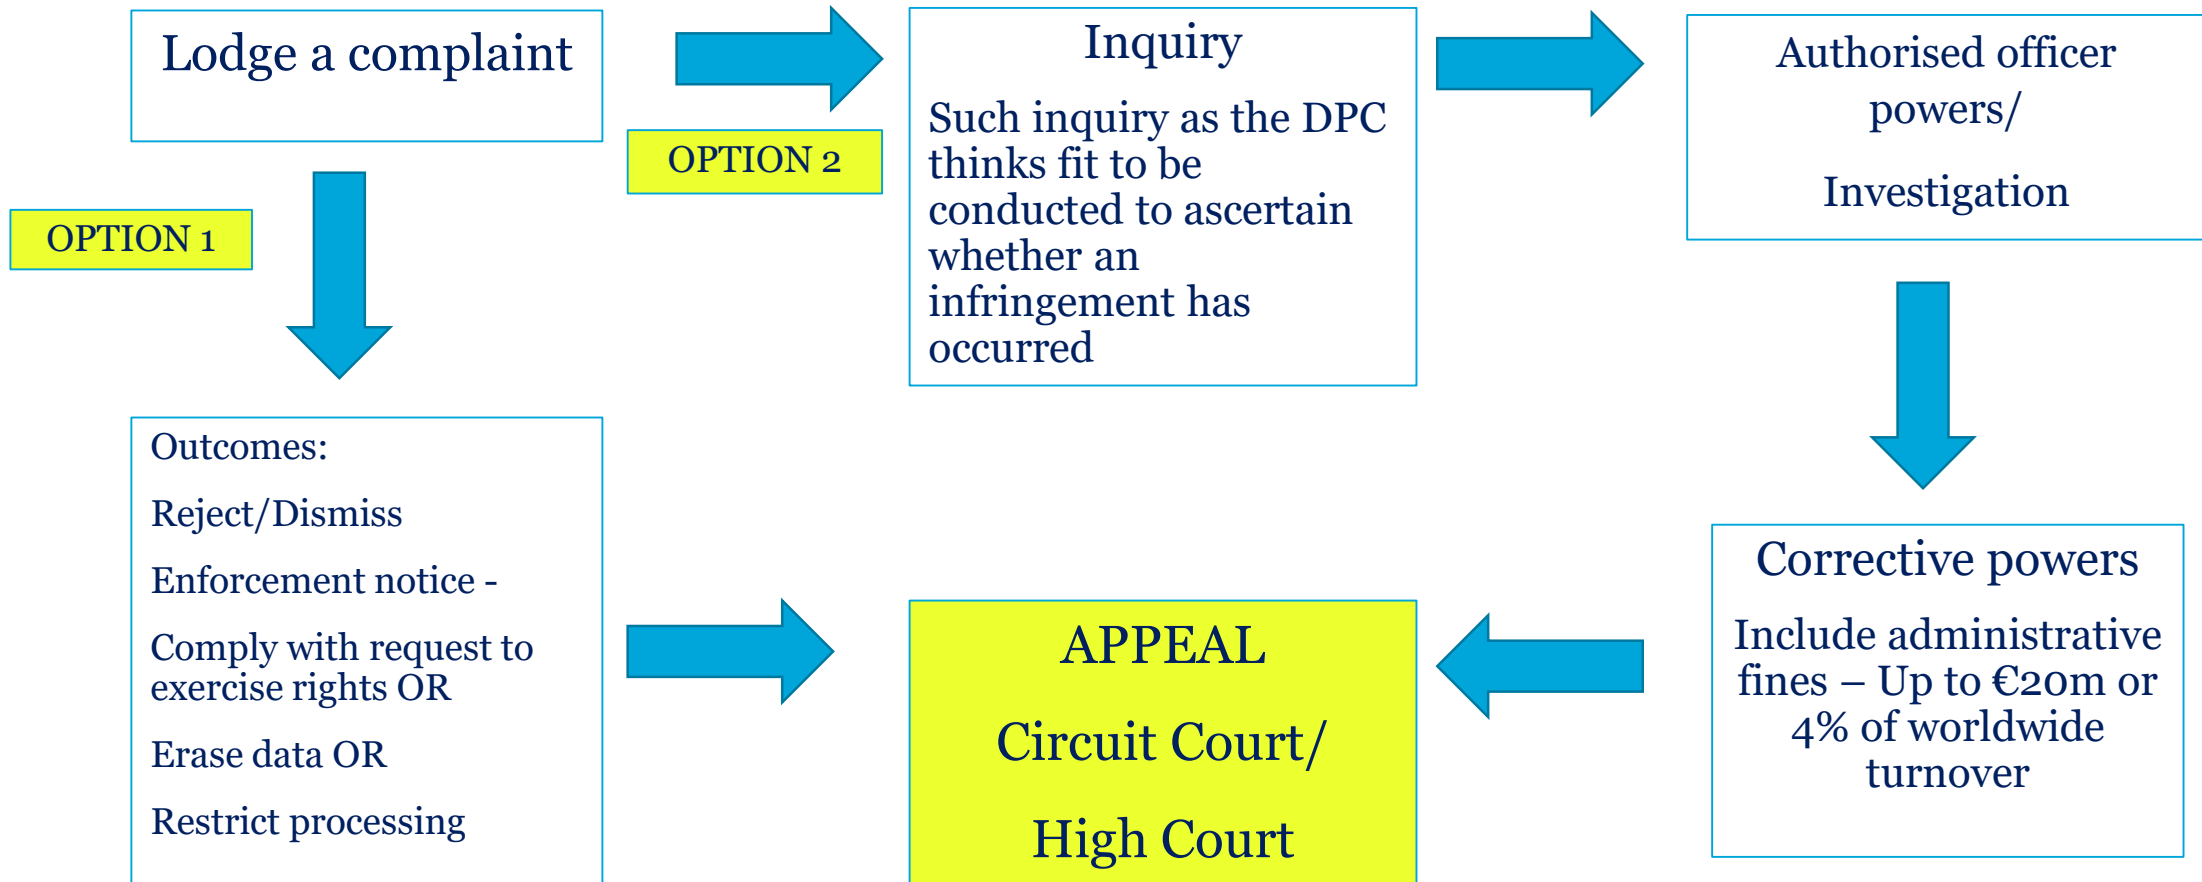 Lodge a complaint
OPTION 1
OPTION 2
Inquiry
Such inquiry as the DPC
thinks fit to be
conducted to ascertain
whether an
infringement has
occurred
Authorised officer
powers/
Investigation
Outcomes:
Reject/Dismiss
Enforcement notice -
Comply with request to
exercise rights OR
Erase data OR
Restrict processing
APPEAL
Circuit Court/
High Court
Corrective powers
Include administrative
fines – Up to €20m or
4% of worldwide
turnover